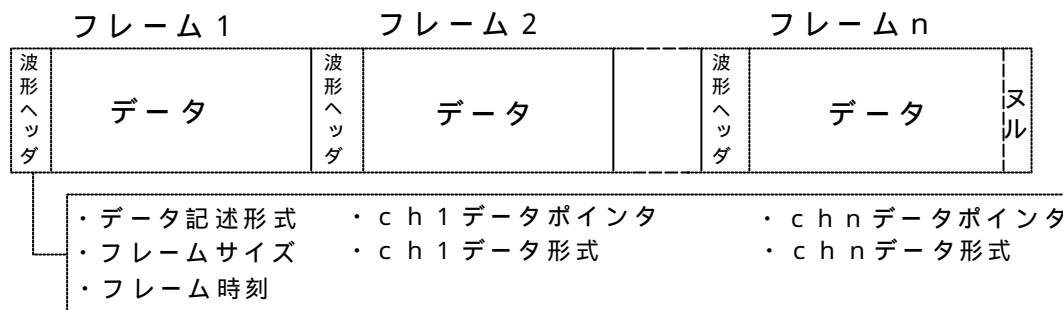 フレーム1 フレーム2 フレームn
波形ヘッダ データ 波形ヘッダ データ 波形ヘッダ データ ヌル
・データ記述形式 ・ch1データポインタ ・chnデータポインタ
・フレームサイズ ・ch1データ形式 ・chnデータ形式
・フレーム時刻